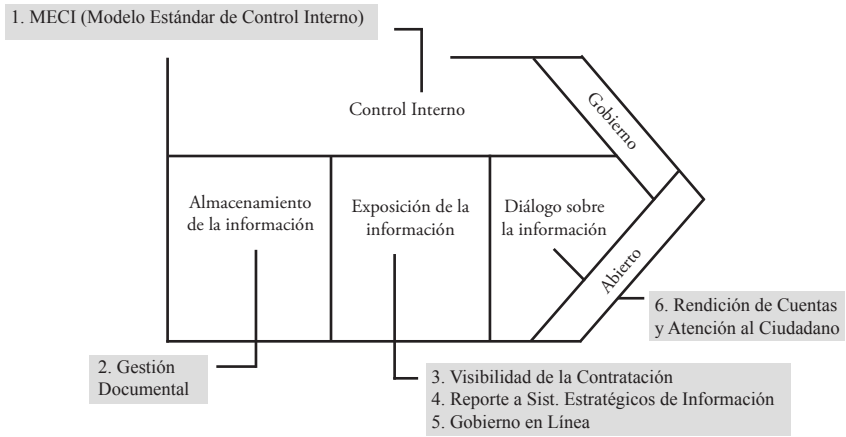 1. MECI (Modelo Estándar de Control Interno)
Control Interno
Gobierno
Almacenamiento
de la información
Exposición de la
información
Diálogo sobre
la información
Abierto
6. Rendición de Cuentas
y Atención al Ciudadano
2. Gestión
Documental
3. Visibilidad de la Contratación
4. Reporte a Sist. Estratégicos de Información
5. Gobierno en Línea